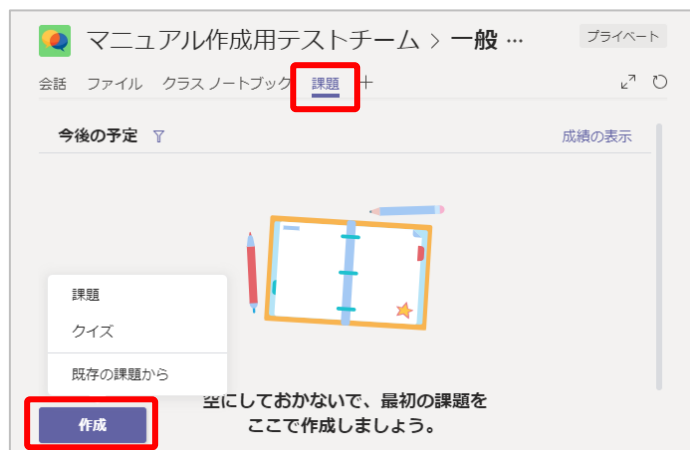 マニュアル作成用テストチーム > 一般 … プライベート
会話 ファイル クラス ノートブック 課題 +
今後の予定 成績の表示
課題
クイズ
既存の課題から
空にしておかないで、最初の課題を
作成 ここで作成しましょう。